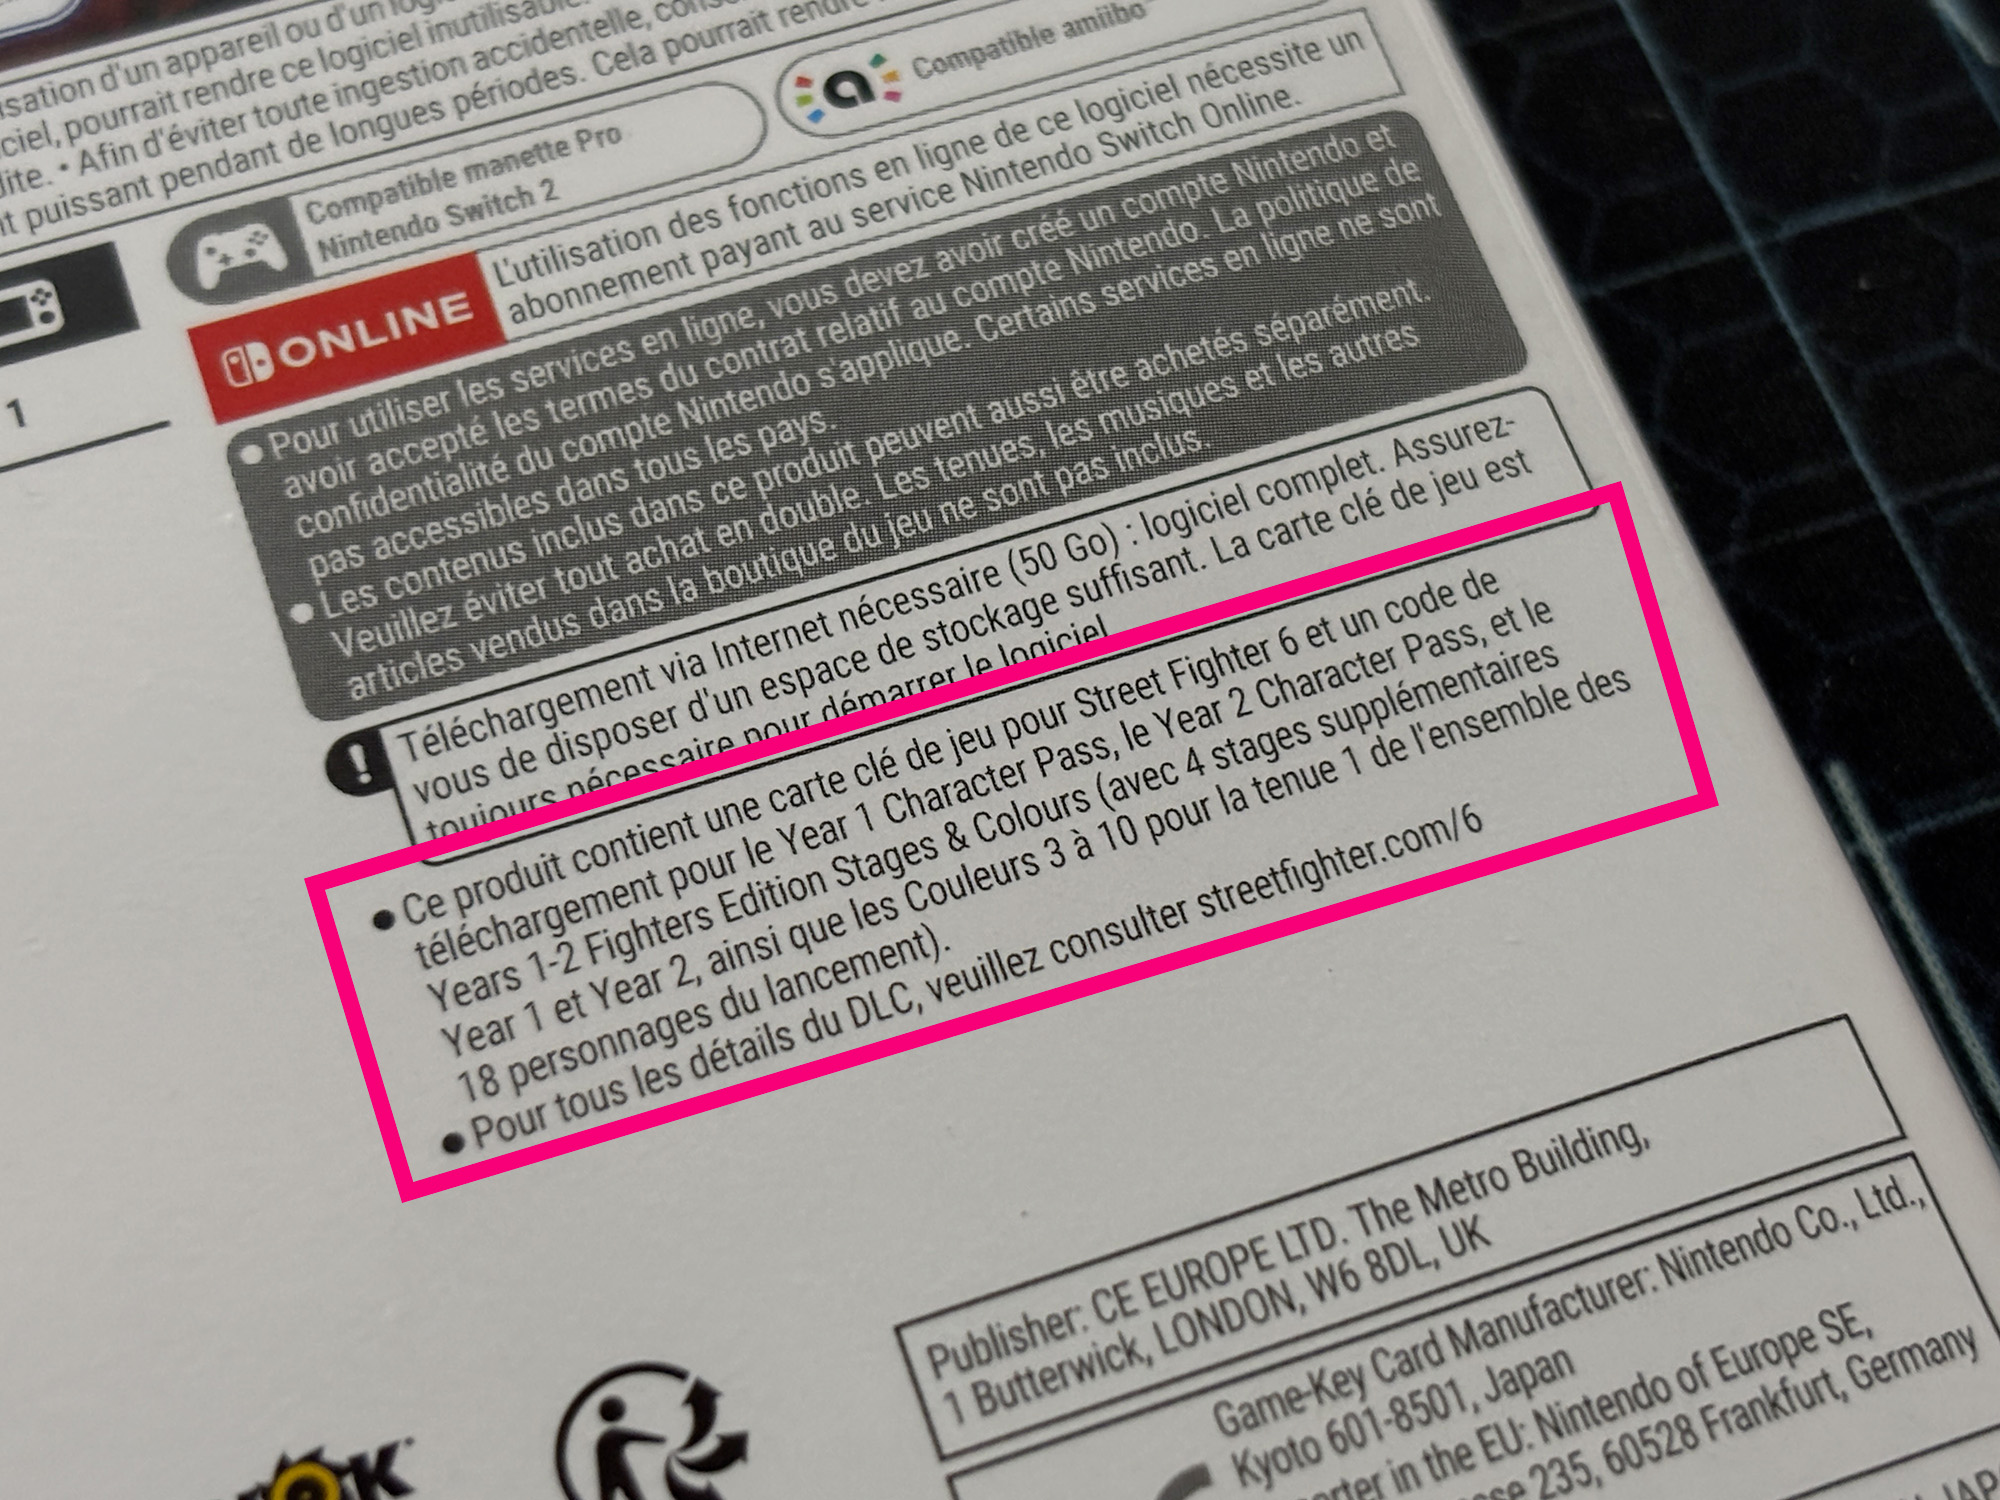 isation d'un appareil ou d'un
ciel, pourrait rendre ce logiciel inutilisable.
dite. • Afin d'éviter toute ingestion accidentelle,
nt puissant pendant de longues périodes. Cela pourrait rendre
Compatible manette Pro
Nintendo Switch 2
a
Compatible amiibo
ONLINE
L'utilisation des fonctions en ligne de ce logiciel nécessite un
abonnement payant au service Nintendo Switch Online.
1
● Pour utiliser les services en ligne, vous devez avoir créé un compte Nintendo et
avoir accepté les termes du contrat relatif au compte Nintendo. La politique de
confidentialité du compte Nintendo s'applique. Certains services en ligne ne sont
pas accessibles dans tous les pays.
● Les contenus inclus dans ce produit peuvent aussi être achetés séparément.
Veuillez éviter tout achat en double. Les tenues, les musiques et les autres
articles vendus dans la boutique du jeu ne sont pas inclus.
! Téléchargement via Internet nécessaire (50 Go) : logiciel complet. Assurez-
vous de disposer d'un espace de stockage suffisant. La carte clé de jeu est
toujours nécessaire pour démarrer le logiciel
● Ce produit contient une carte clé de jeu pour Street Fighter 6 et un code de
téléchargement pour le Year 1 Character Pass, le Year 2 Character Pass, et le
Years 1-2 Fighters Edition Stages & Colours (avec 4 stages supplémentaires
Year 1 et Year 2, ainsi que les Couleurs 3 à 10 pour la tenue 1 de l'ensemble des
18 personnages du lancement).
● Pour tous les détails du DLC, veuillez consulter streetfighter.com/6
Publisher: CE EUROPE LTD. The Metro Building,
1 Butterwick, LONDON, W6 8DL, UK
Game-Key Card Manufacturer: Nintendo Co., Ltd.,
Kyoto 601-8501, Japan
orter in the EU: Nintendo of Europe SE,
sse 235, 60528 Frankfurt, Germany